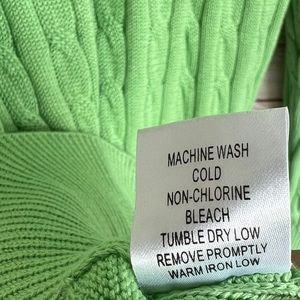 MACHINE WASH
COLD
NON-CHLORINE
BLEACH
TUMBLE DRY LOW
REMOVE PROMPTLY
WARM IRON LOW